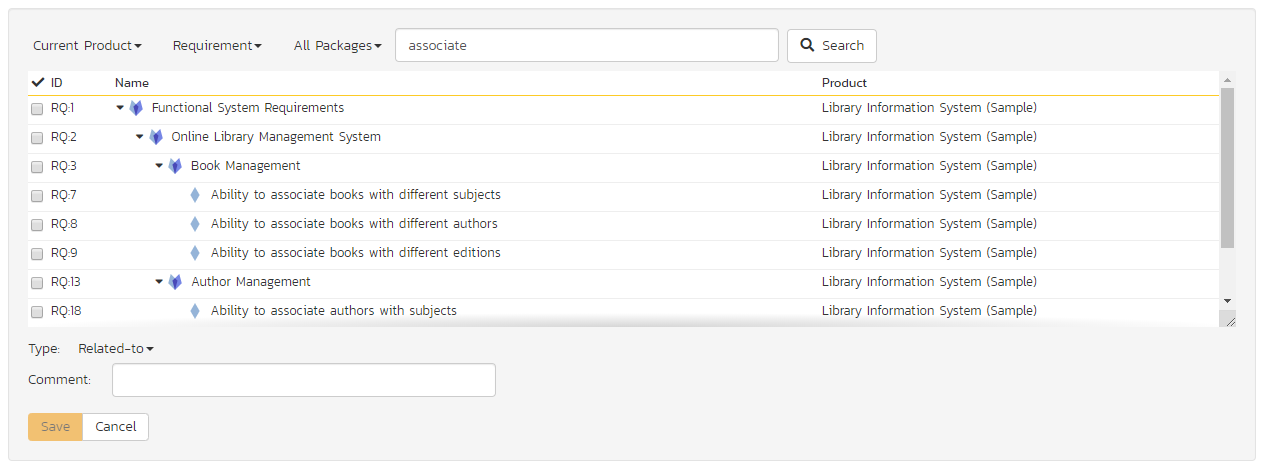 Current Product Requirement All Packages associate Search
ID Name Product
RQ:1 Functional System Requirements Library Information System (Sample)
RQ:2 Online Library Management System Library Information System (Sample)
RQ:3 Book Management Library Information System (Sample)
RQ:7 Ability to associate books with different subjects Library Information System (Sample)
RQ:8 Ability to associate books with different authors Library Information System (Sample)
RQ:9 Ability to associate books with different editions Library Information System (Sample)
RQ:13 Author Management Library Information System (Sample)
RQ:18 Ability to associate authors with subjects Library Information System (Sample)
Type: Related-to
Comment:
Save Cancel